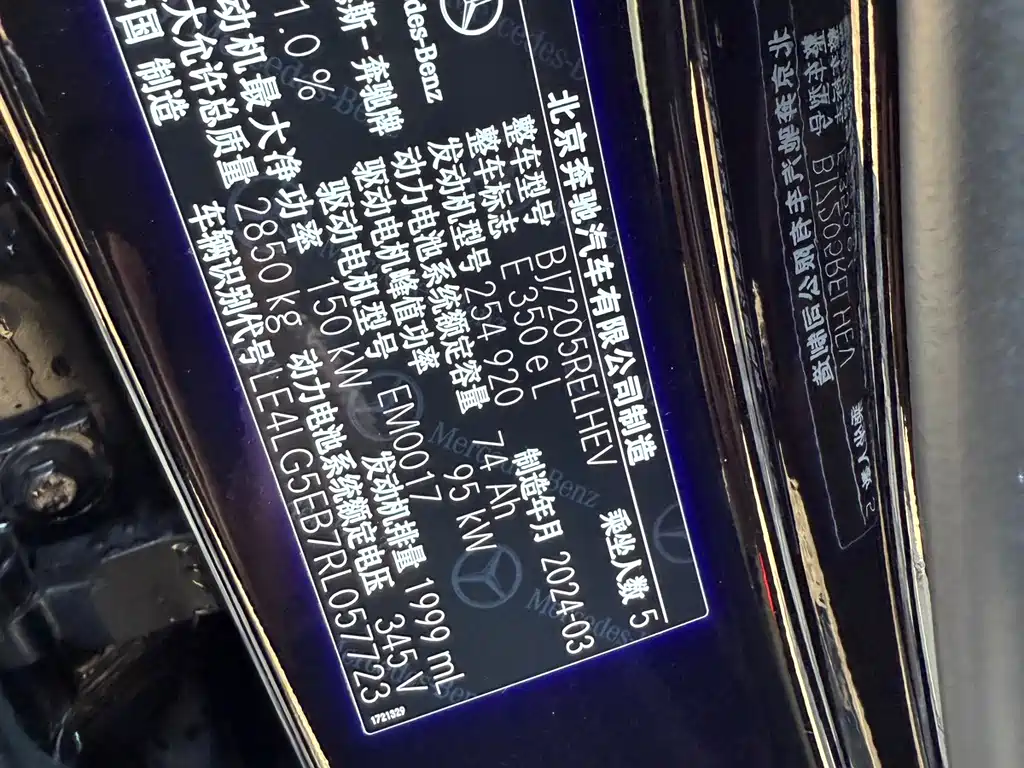 北京奔驰汽车有限公司制造
乘坐人数 5
整车型号 BJ7205RELHEV
整车标志 E 350 e L
制造年月 2024-03
发动机型号 254 920
动力电池系统额定容量 74 Ah
驱动电机峰值功率 95 kW
驱动电机型号 EM0017
发动机排量 1999 mL
动机最大净功率 150 kW
动力电池系统额定电压 345 V
大允许总质量 2850 kg
车辆识别代号 LE4LG5EB7RL057723
斯-奔驰牌
1.0 %
国 制造
Mercedes-Benz
1721329